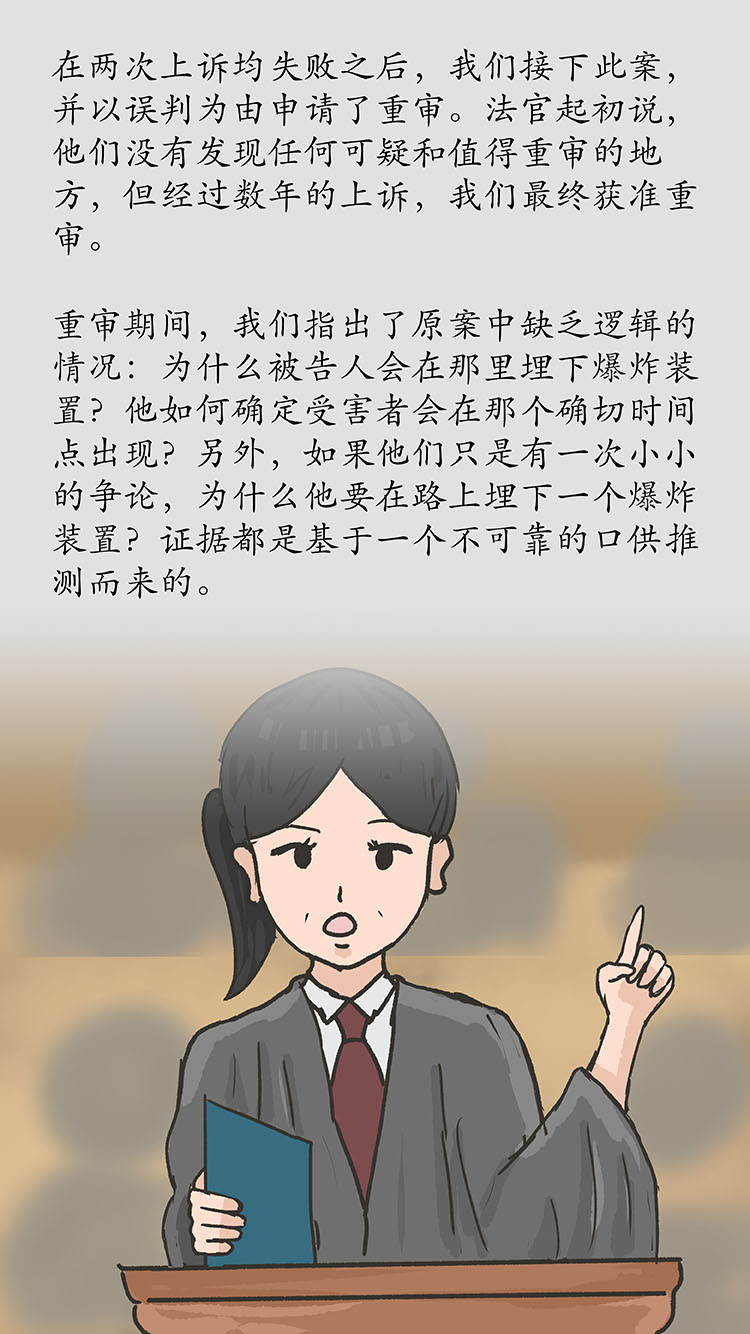 在两次上诉均失败之后，我们接下此案，
并以误判为由申请了重审。法官起初说，
他们没有发现任何可疑和值得重审的地
方，但经过数年的上诉，我们最终获准重
审。
重审期间，我们指出了原案中缺乏逻辑的
情况：为什么被告人会在那里埋下爆炸装
置？他如何确定受害者会在那个确切时间
点出现？另外，如果他们只是有一次小小
的争论，为什么他要在路上埋下一个爆炸
装置？证据都是基于一个不可靠的口供推
测而来的。